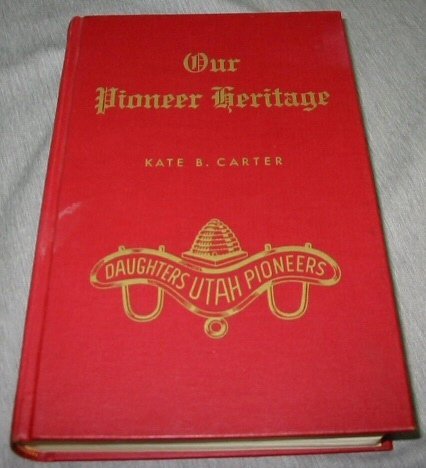 Our
Pioneer Heritage
KATE B. CARTER
DAUGHTERS UTAH PIONEERS